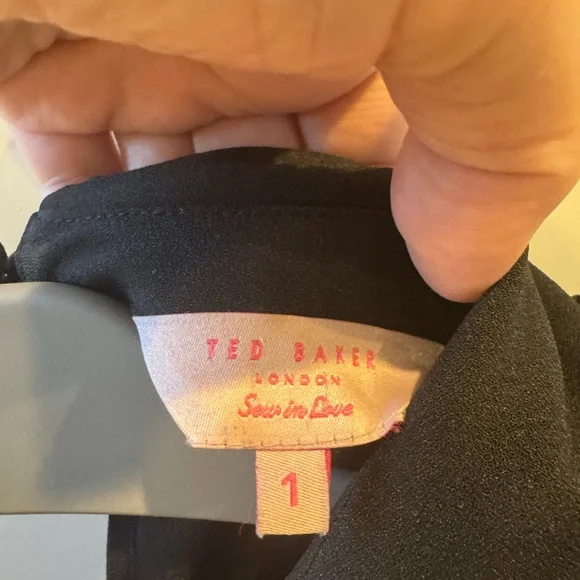 TED BAKER
LONDON
Sew in Love
1